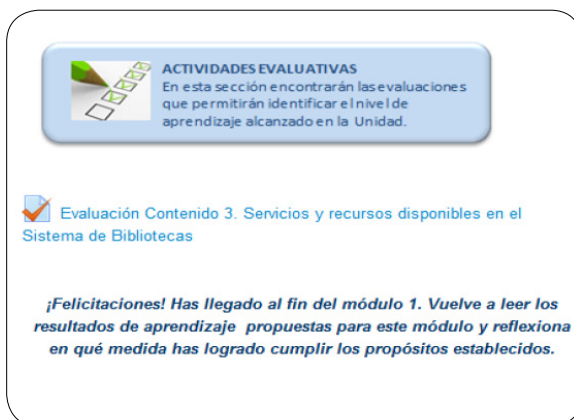 ACTIVIDADES EVALUATIVAS
En esta sección encontrarán las evaluaciones
que permitirán identificar el nivel de
aprendizaje alcanzado en la Unidad.
Evaluación Contenido 3. Servicios y recursos disponibles en el
Sistema de Bibliotecas
¡Felicitaciones! Has llegado al fin del módulo 1. Vuelve a leer los
resultados de aprendizaje propuestas para este módulo y reflexiona
en qué medida has logrado cumplir los propósitos establecidos.